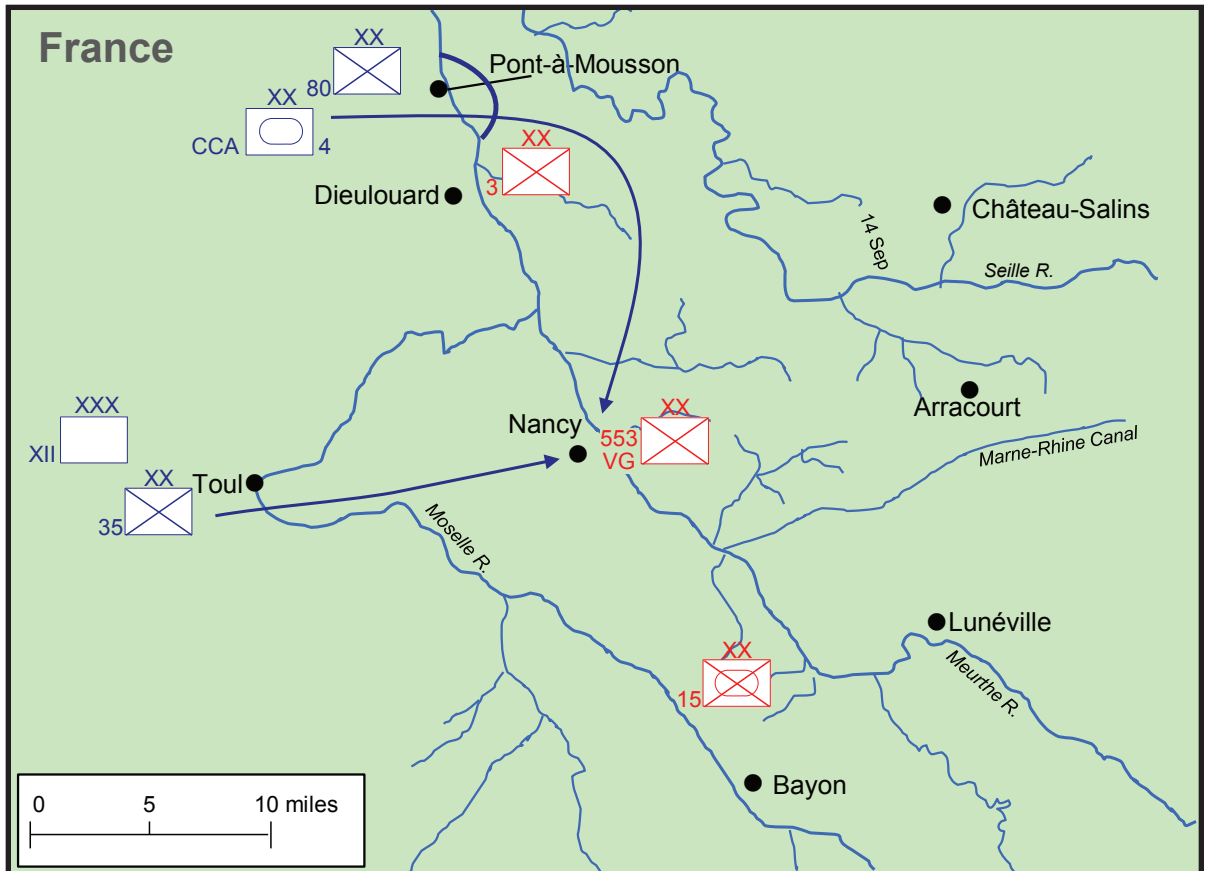 France
XX
80
Pont-à-Mousson
XX
CCA 4
XX
3
Dieulouard
Château-Salins
14 Sep
Seille R.
Arracourt
XX
553
VG
Nancy
Marne-Rhine Canal
XXX
XII
XX
35
Toul
Moselle R.
Lunéville
Meurthe R.
XX
15
Bayon
0 5 10 miles